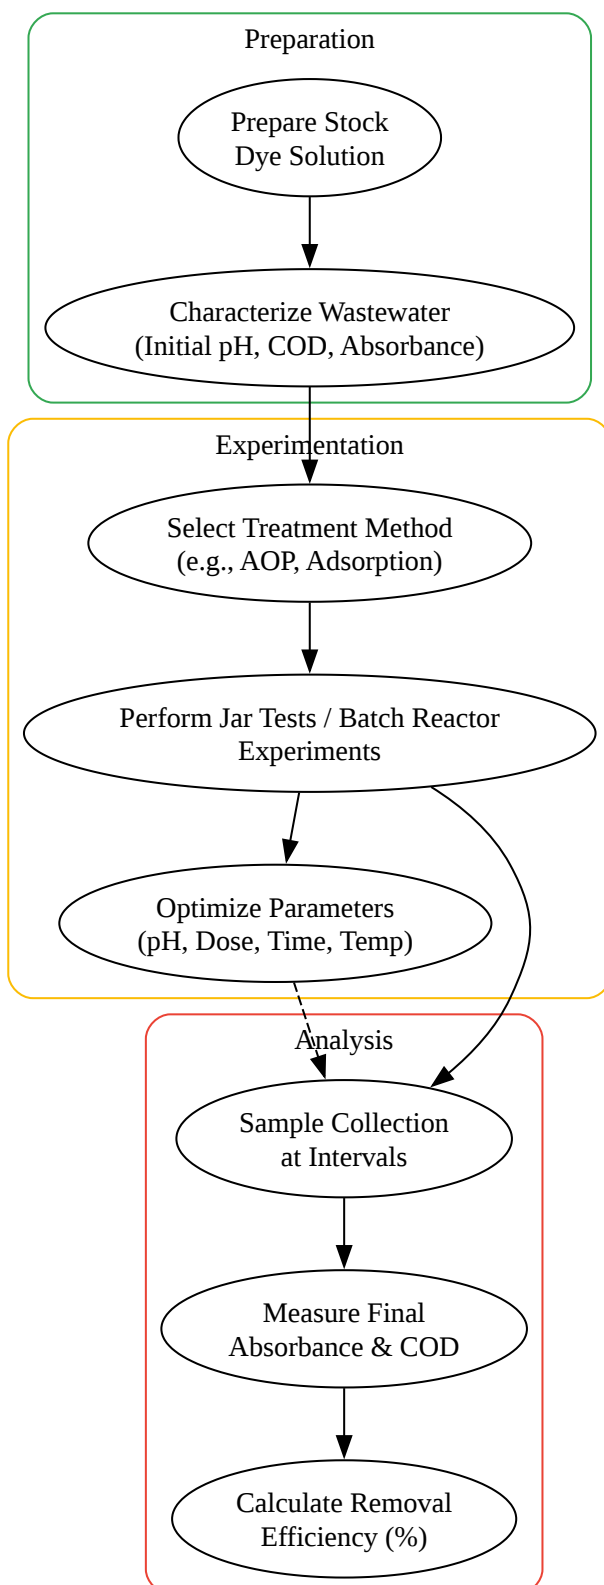 Preparation
Prepare Stock
Dye Solution
Characterize Wastewater
(Initial pH, COD, Absorbance)
Experimentation
Select Treatment Method
(e.g., AOP, Adsorption)
Perform Jar Tests / Batch Reactor
Experiments
Optimize Parameters
(pH, Dose, Time, Temp)
Analysis
Sample Collection
at Intervals
Measure Final
Absorbance & COD
Calculate Removal
Efficiency (%)